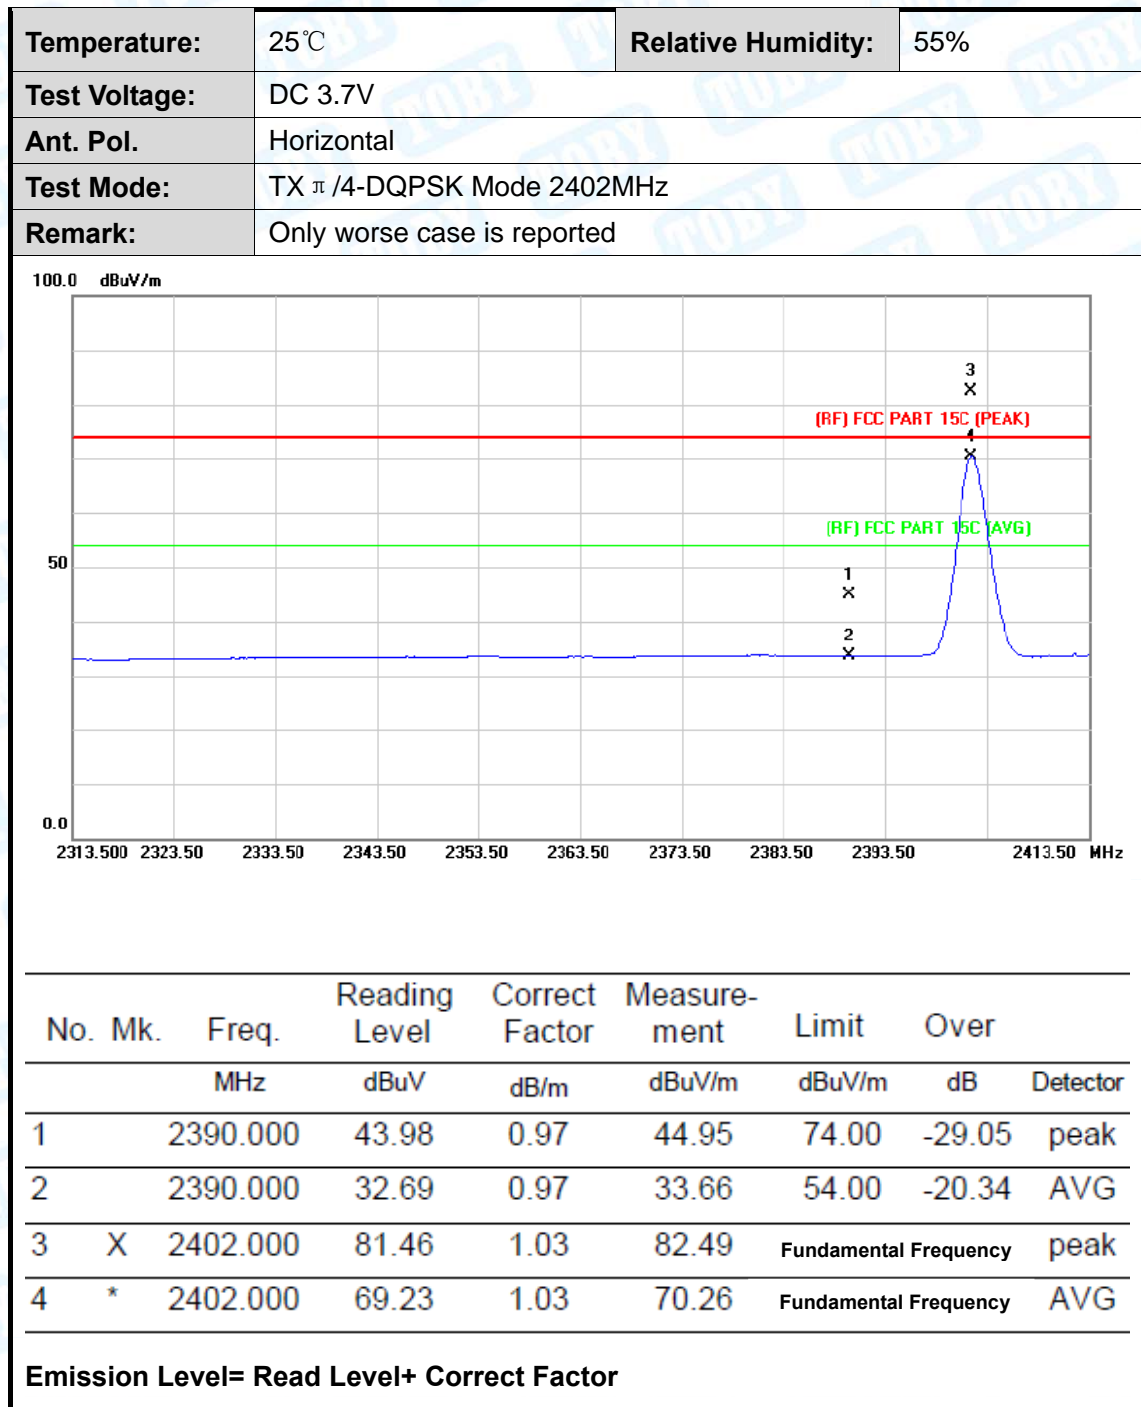 Temperature: 25℃ Relative Humidity: 55%
Test Voltage: DC 3.7V
Ant. Pol. Horizontal
Test Mode: TX π/4-DQPSK Mode 2402MHz
Remark: Only worse case is reported
100.0 dBuV/m
3
(RF) FCC PART 15C (PEAK)
4
(RF) FCC PART 15C (AVG)
50
1
2
0.0
2313.500 2323.50 2333.50 2343.50 2353.50 2363.50 2373.50 2383.50 2393.50 2413.50 MHz
No. Mk. Freq. Reading Level Correct Factor Measure-ment Limit Over
MHz dBuV dB/m dBuV/m dBuV/m dB Detector
1 2390.000 43.98 0.97 44.95 74.00 -29.05 peak
2 2390.000 32.69 0.97 33.66 54.00 -20.34 AVG
3 X 2402.000 81.46 1.03 82.49 Fundamental Frequency peak
4 * 2402.000 69.23 1.03 70.26 Fundamental Frequency AVG
Emission Level= Read Level+ Correct Factor